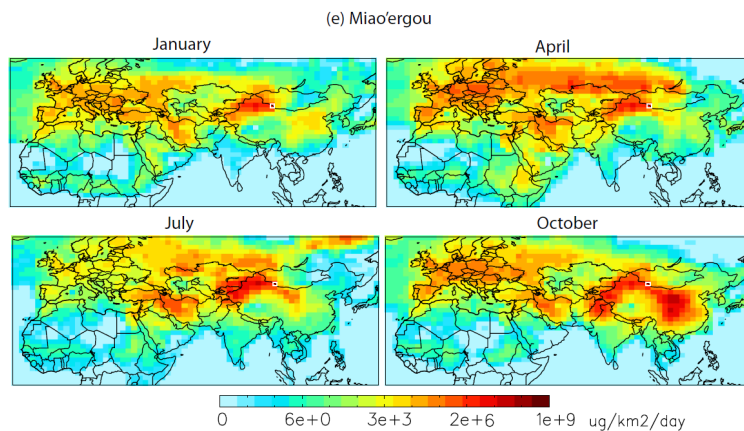 (e) Miao'ergou
January
April
July
October
0 6e+0 3e+3 2e+6 1e+9 ug/km2/day